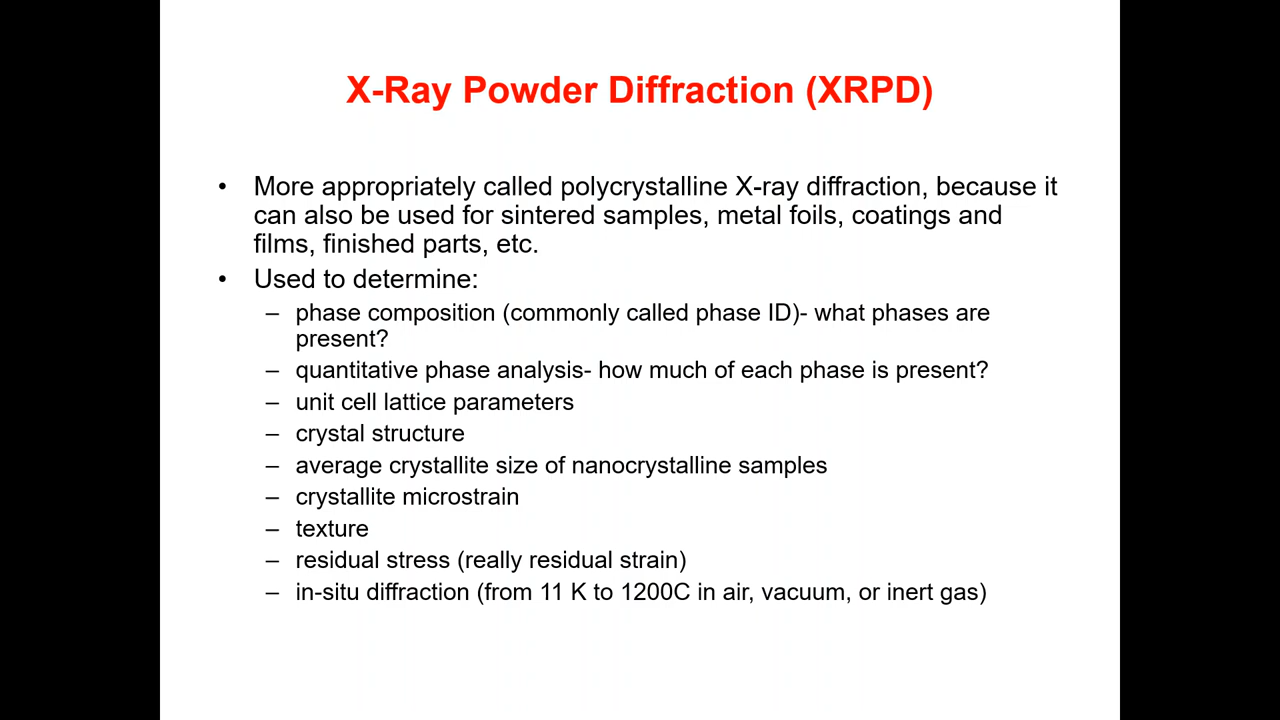 X-Ray Powder Diffraction (XRPD)
• More appropriately called polycrystalline X-ray diffraction, because it
can also be used for sintered samples, metal foils, coatings and
films, finished parts, etc.
• Used to determine:
– phase composition (commonly called phase ID)- what phases are
present?
– quantitative phase analysis- how much of each phase is present?
– unit cell lattice parameters
– crystal structure
– average crystallite size of nanocrystalline samples
– crystallite microstrain
– texture
– residual stress (really residual strain)
– in-situ diffraction (from 11 K to 1200C in air, vacuum, or inert gas)